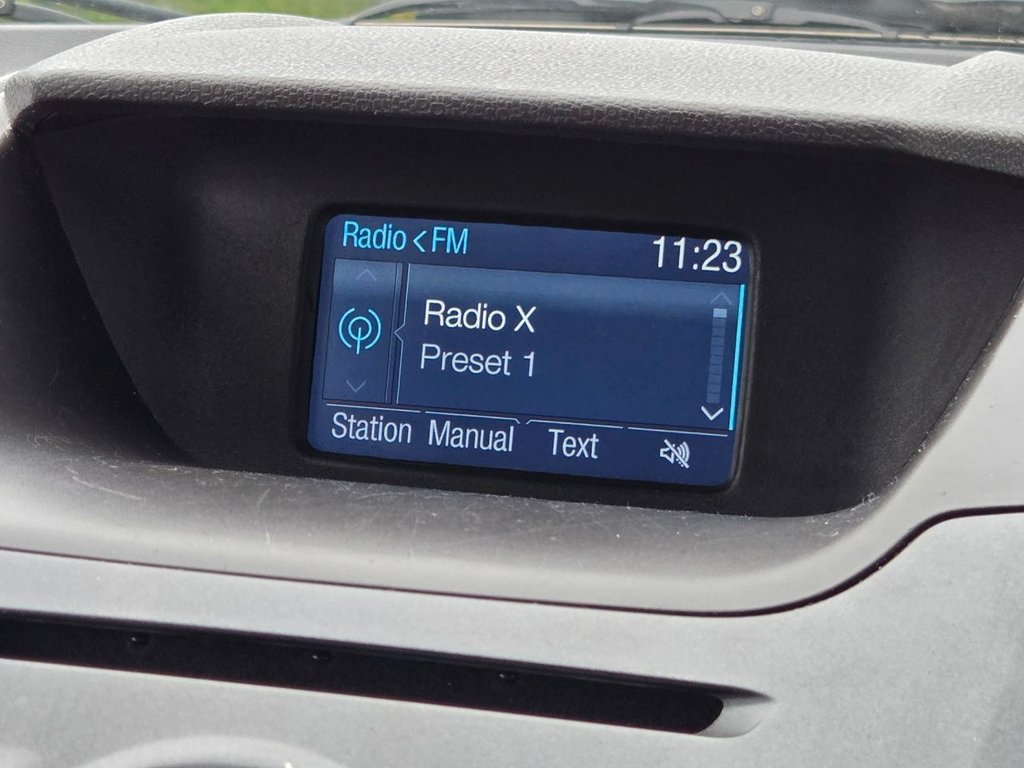 Radio < FM 11:23
Radio X
Preset 1
Station Manual Text